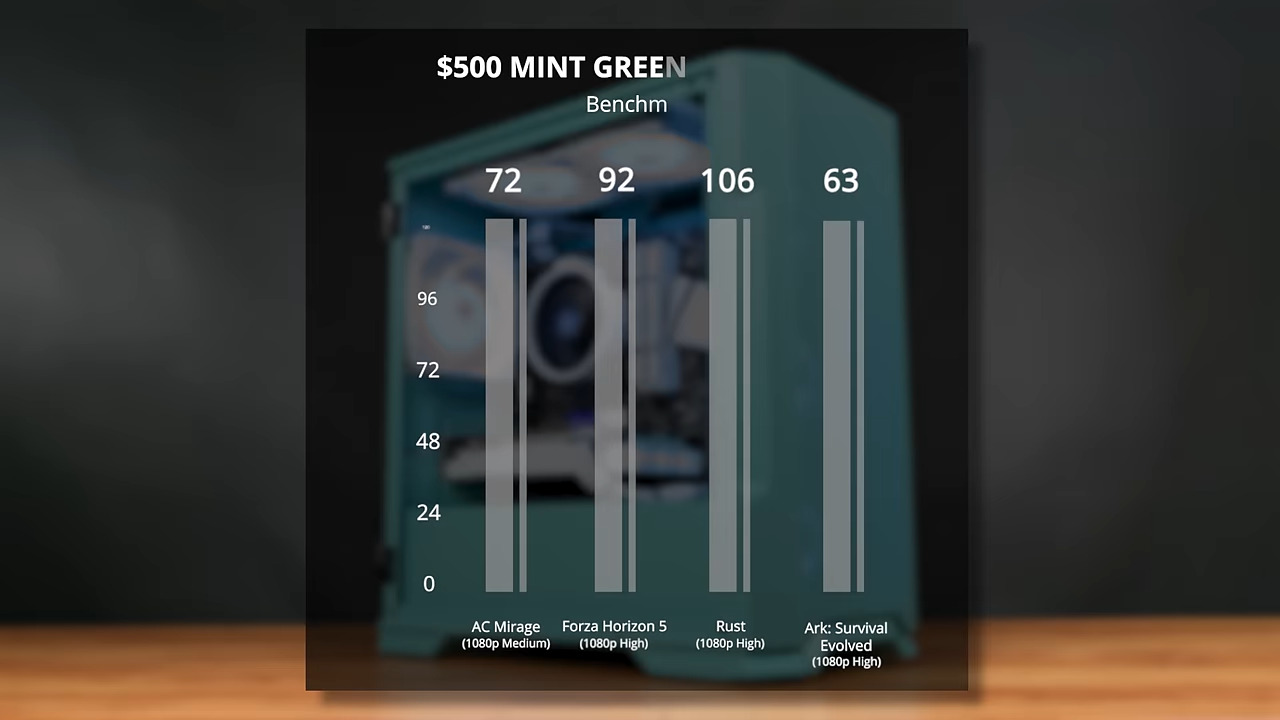 $500 MINT GREEN
Benchm
72 92 106 63
96
72
48
24
0
AC Mirage
(1080p Medium)
Forza Horizon 5
(1080p High)
Rust
(1080p High)
Ark: Survival
Evolved
(1080p High)